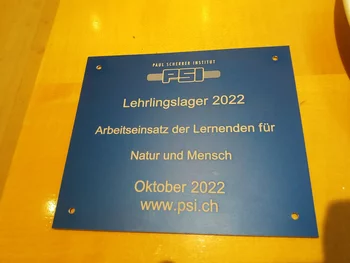 PAUL SCHERRER INSTITUT
PSI
Lehrlingslager 2022
Arbeitseinsatz der Lernenden für
Natur und Mensch
Oktober 2022
www.psi.ch